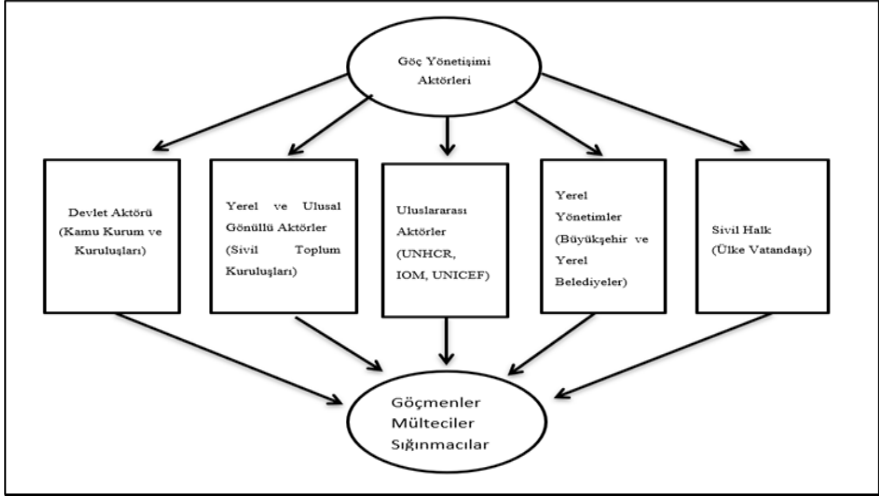 Göç Yönetişimi
Aktörleri
Devlet Aktörü
(Kamu Kurum ve
Kuruluşları)
Yerel ve Ulusal
Gönüllü Aktörler
(Sivil Toplum
Kuruluşları)
Uluslararası
Aktörler
(UNHCR,
IOM, UNICEF)
Yerel
Yönetimler
(Büyükşehir ve
Yerel
Belediyeler)
Sivil Halk
(Ülke Vatandaşı)
Göçmenler
Mülteciler
Sığınmacılar